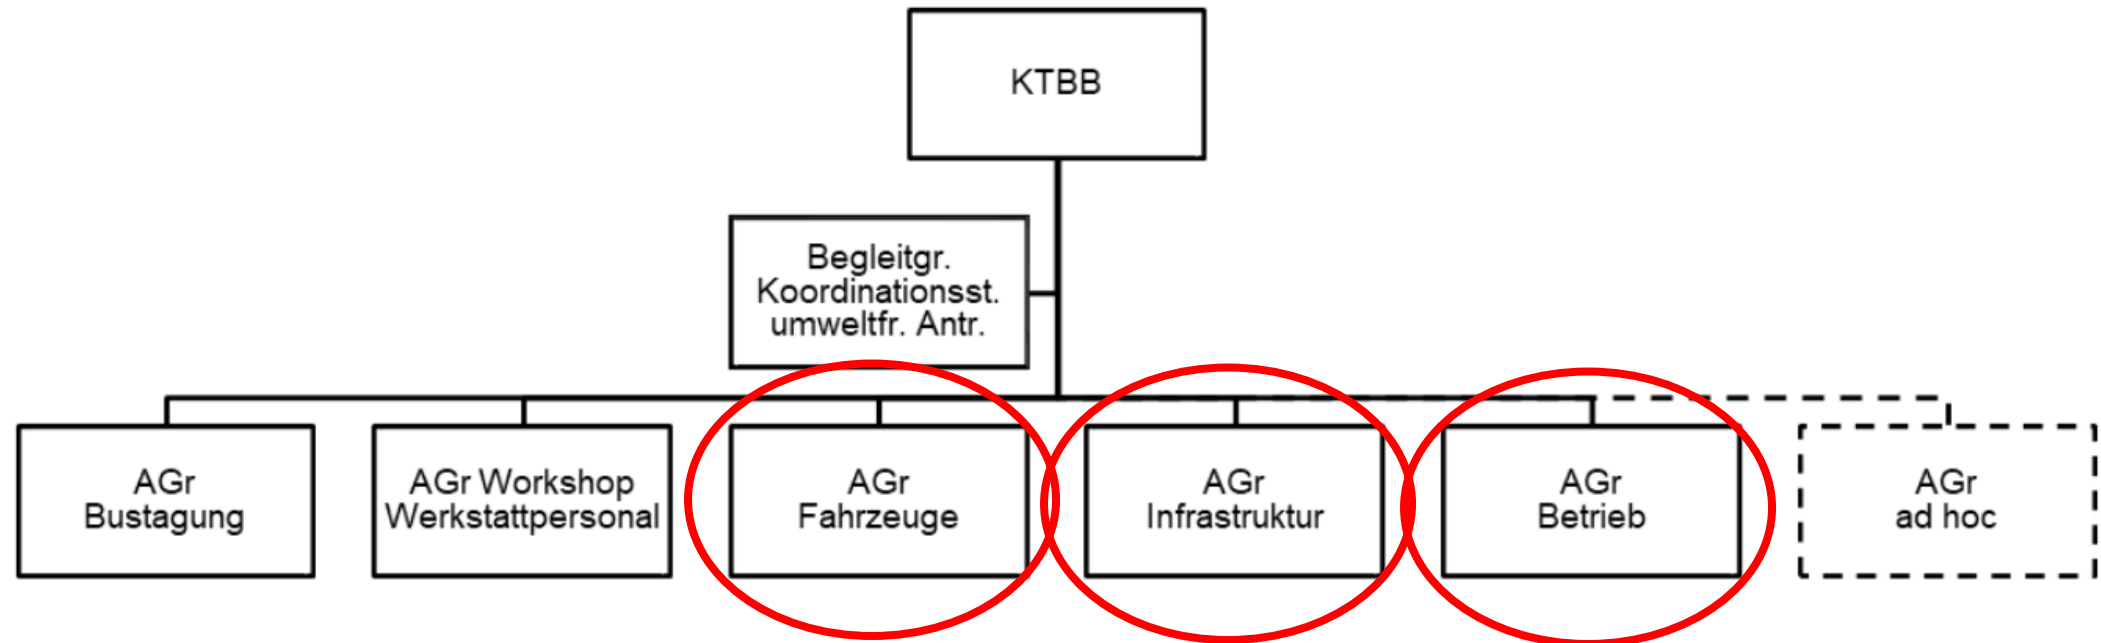 KTBB
Begleitgr.
Koordinationsst.
umweltfr. Antr.
AGr
Bustagung
AGr Workshop
Werkstattpersonal
AGr
Fahrzeuge
AGr
Infrastruktur
AGr
Betrieb
AGr
ad hoc